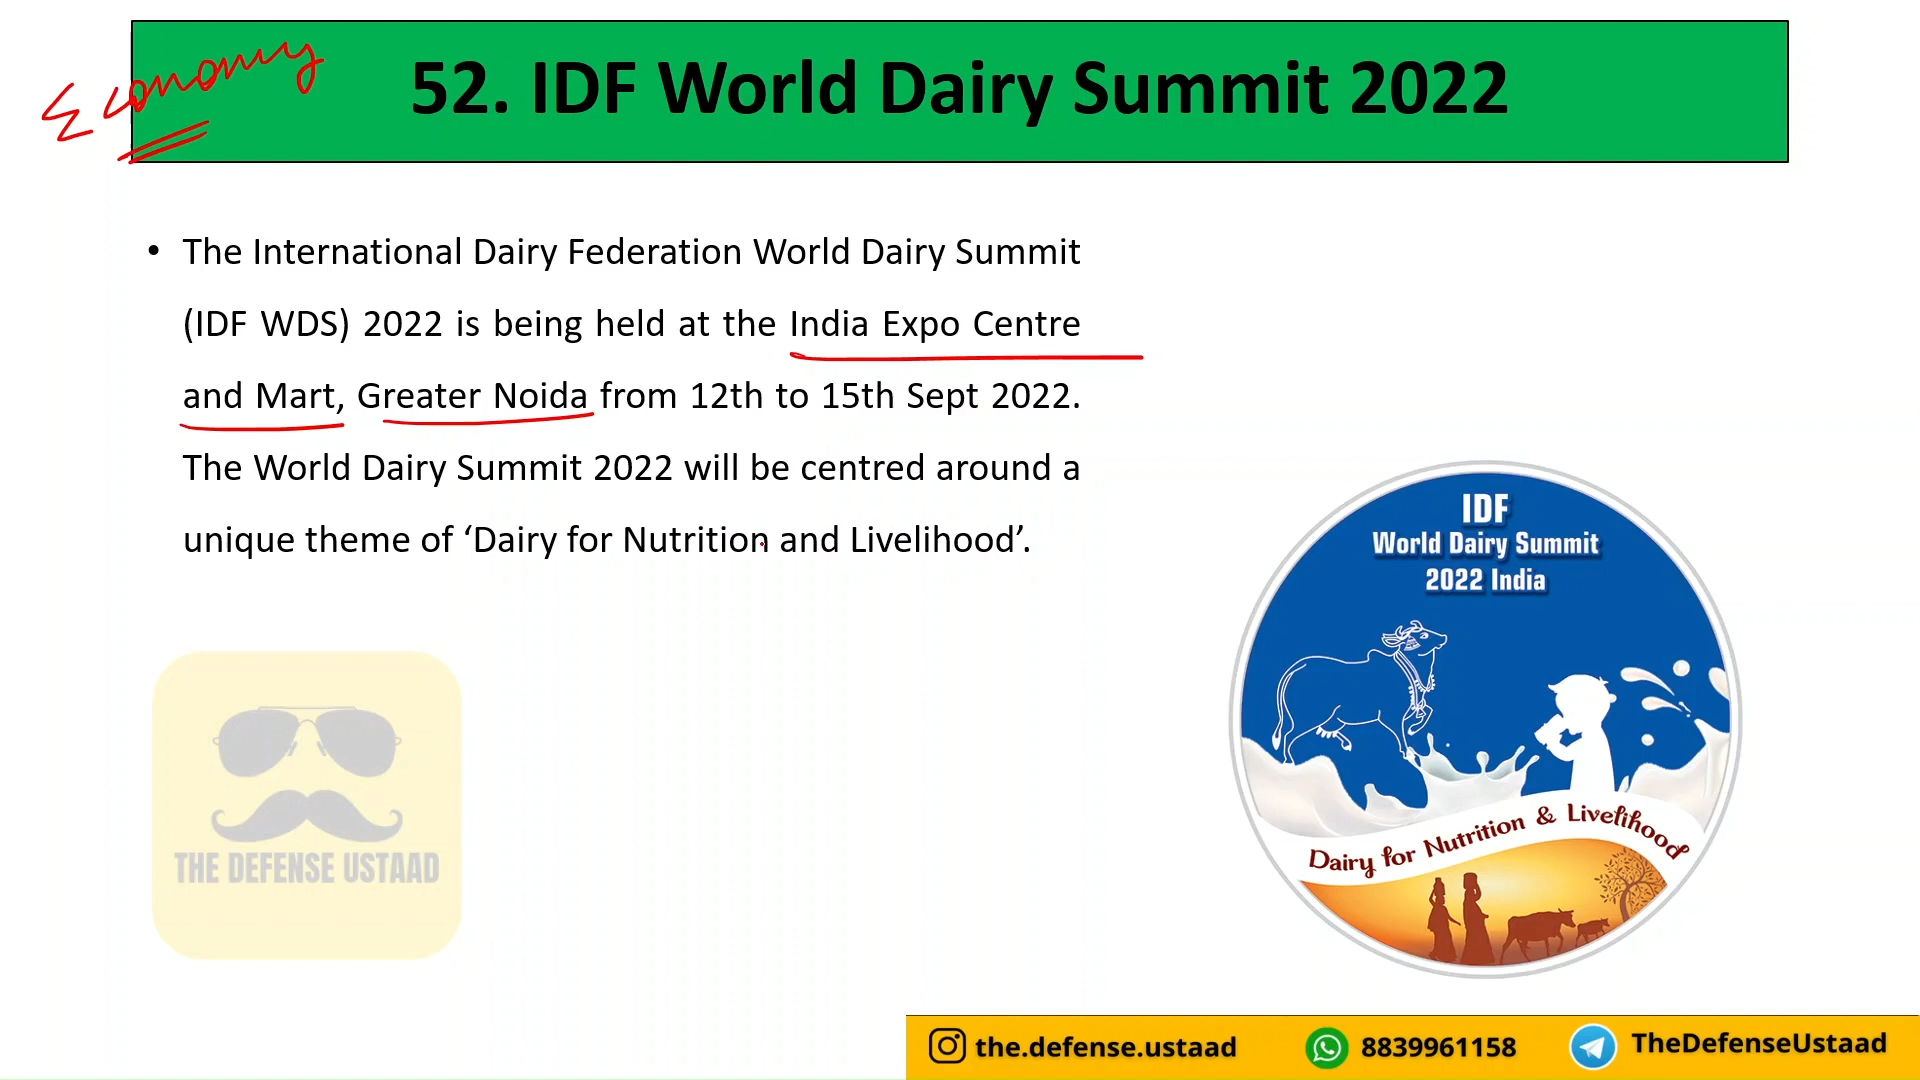 Economy
52. IDF World Dairy Summit 2022
• The International Dairy Federation World Dairy Summit
(IDF WDS) 2022 is being held at the India Expo Centre
and Mart, Greater Noida from 12th to 15th Sept 2022.
The World Dairy Summit 2022 will be centred around a
unique theme of ‘Dairy for Nutrition and Livelihood’.
IDF
World Dairy Summit
2022 India
Dairy for Nutrition & Livelihood
THE DEFENSE USTAAD
the.defense.ustaad 8839961158 TheDefenseUstaad